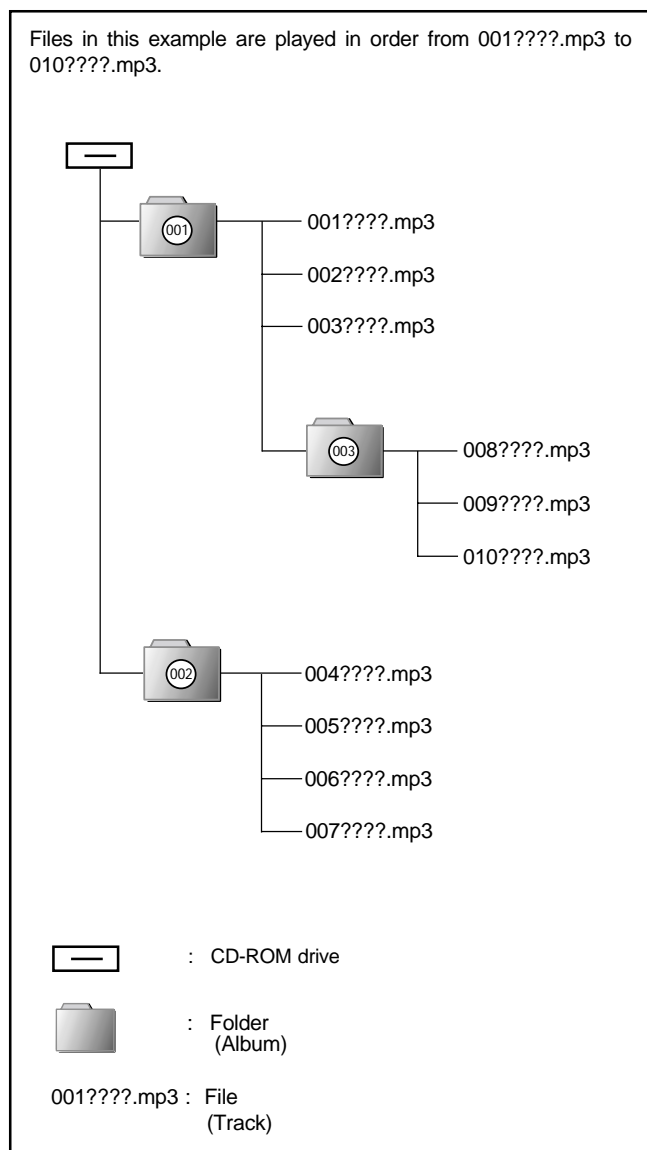 Files in this example are played in order from 001????.mp3 to
010????.mp3.
001
001????.mp3
002????.mp3
003????.mp3
003
008????.mp3
009????.mp3
010????.mp3
002
004????.mp3
005????.mp3
006????.mp3
007????.mp3
: CD-ROM drive
: Folder
(Album)
001????.mp3 : File
(Track)